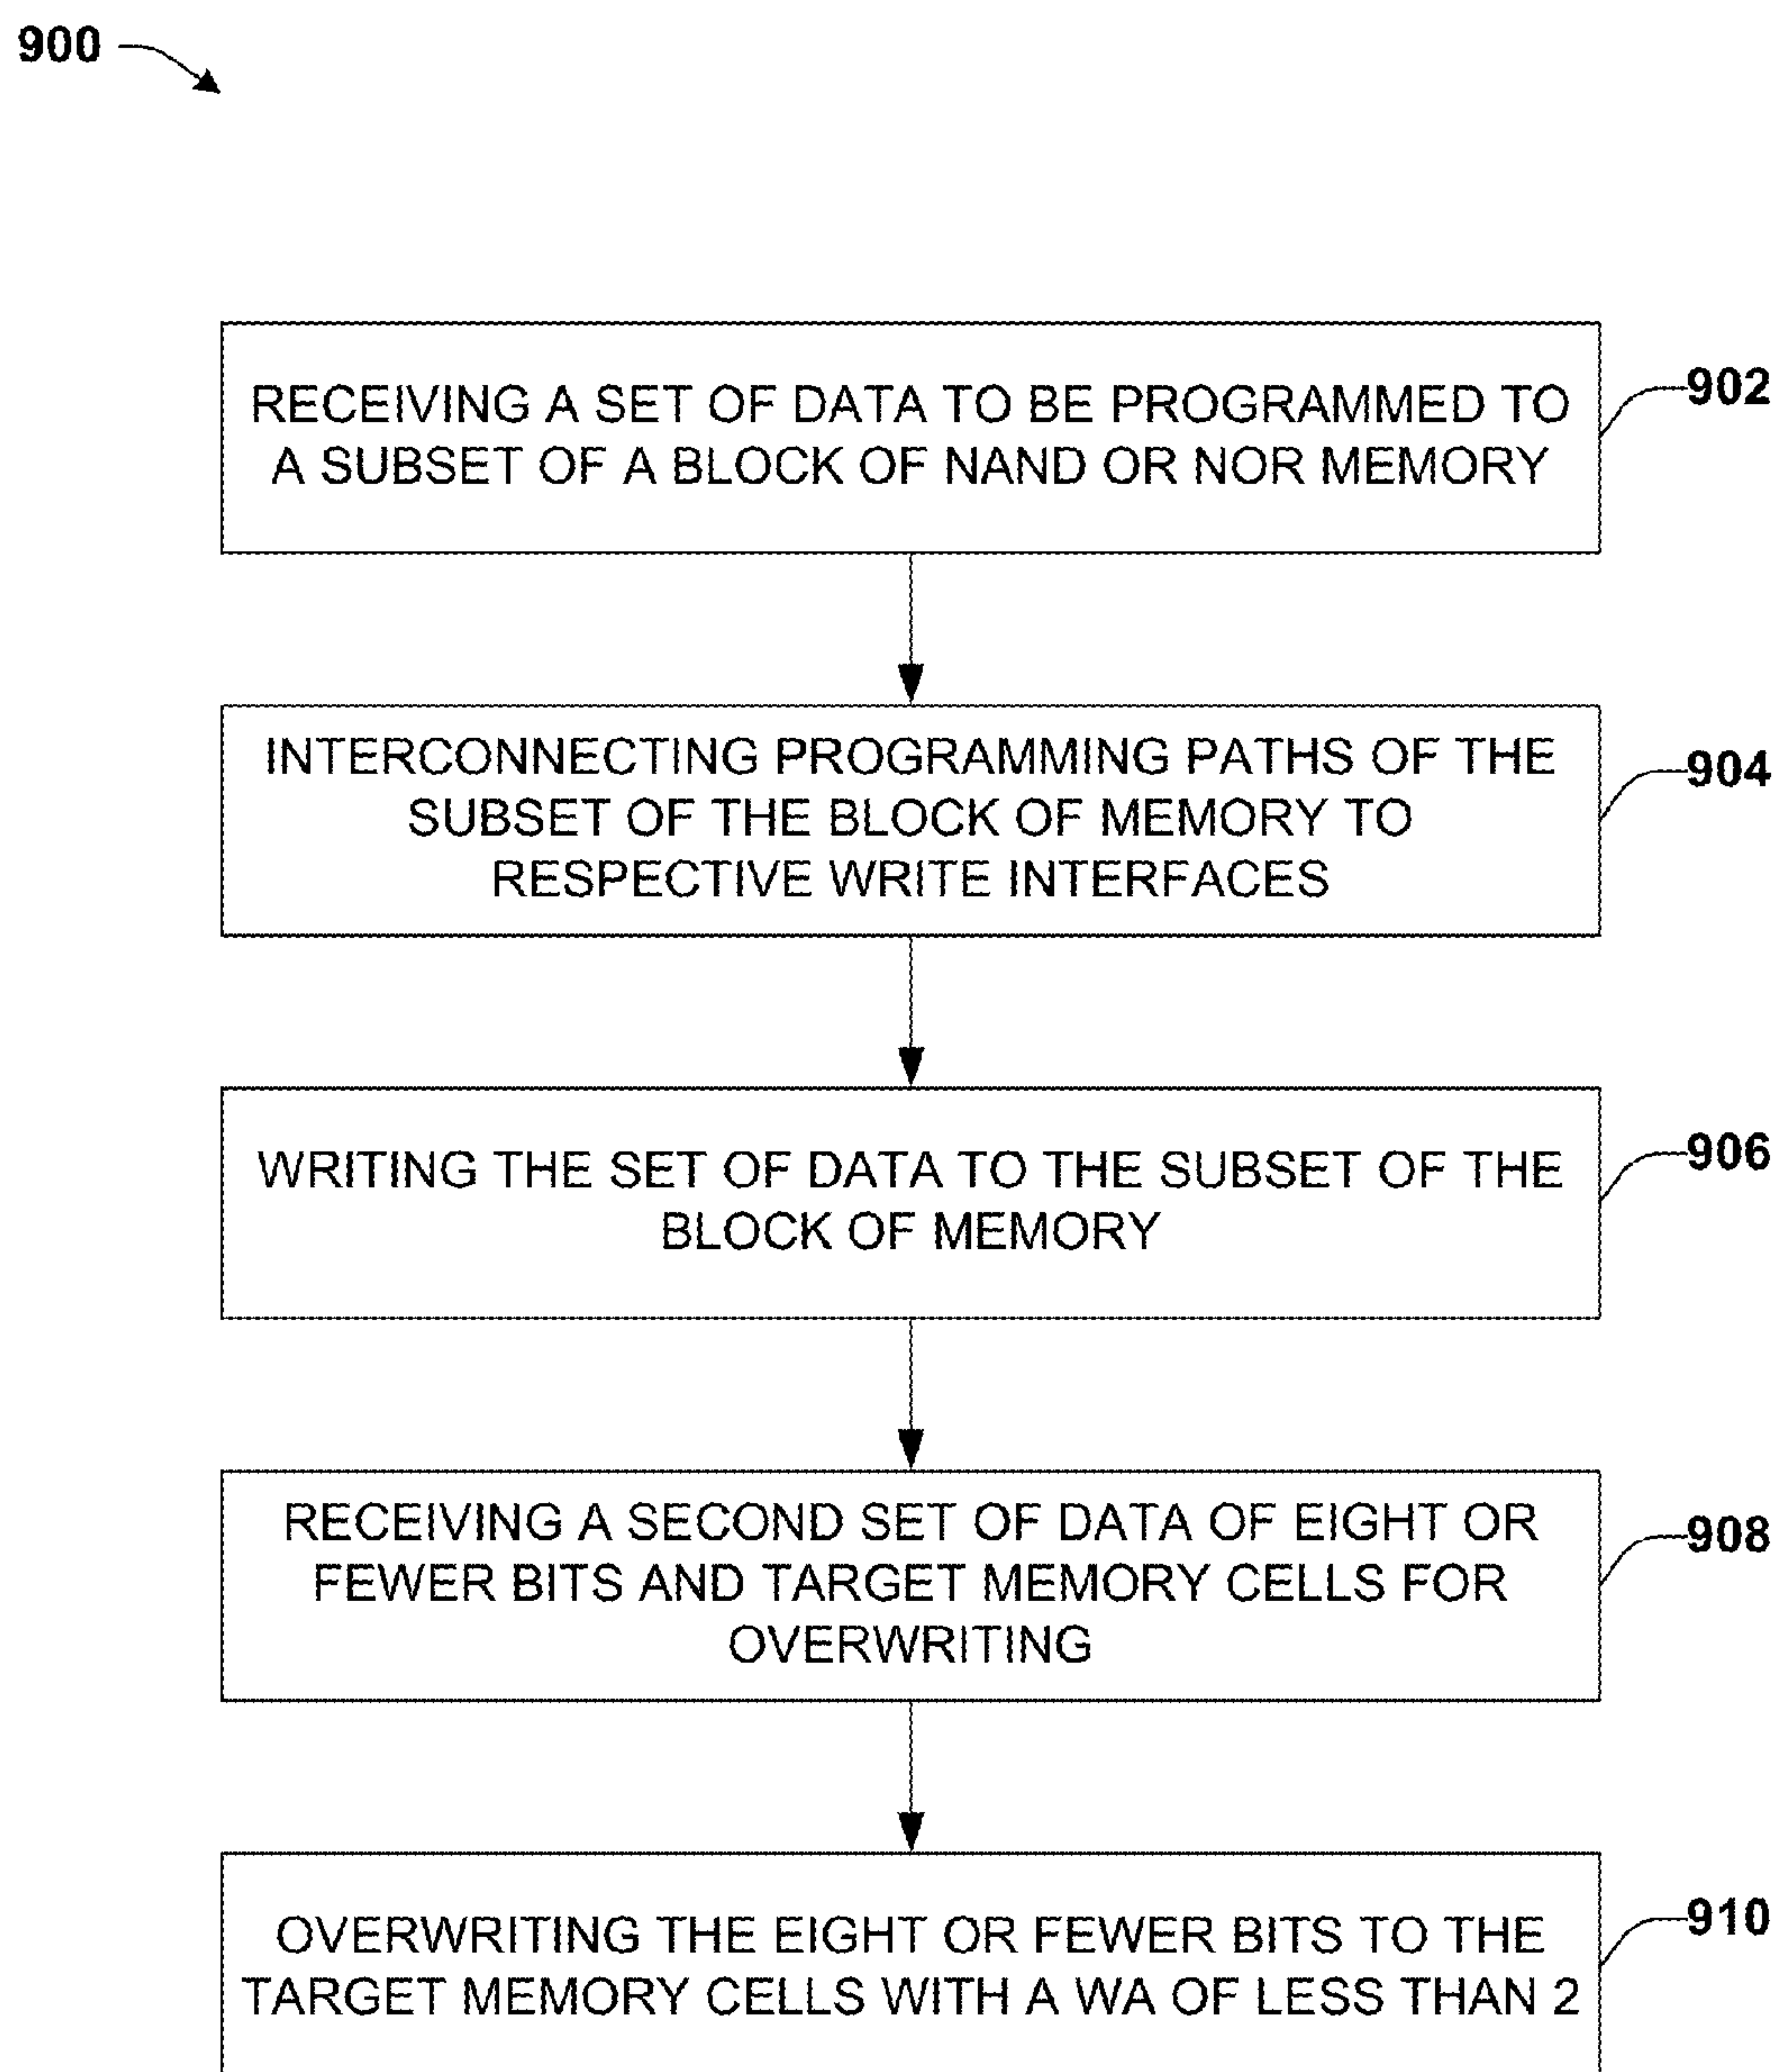 900
RECEIVING A SET OF DATA TO BE PROGRAMMED TO
A SUBSET OF A BLOCK OF NAND OR NOR MEMORY
902
INTERCONNECTING PROGRAMMING PATHS OF THE
SUBSET OF THE BLOCK OF MEMORY TO
RESPECTIVE WRITE INTERFACES
904
WRITING THE SET OF DATA TO THE SUBSET OF THE
BLOCK OF MEMORY
906
RECEIVING A SECOND SET OF DATA OF EIGHT OR
FEWER BITS AND TARGET MEMORY CELLS FOR
OVERWRITING
908
OVERWRITING THE EIGHT OR FEWER BITS TO THE
TARGET MEMORY CELLS WITH A WA OF LESS THAN 2
910